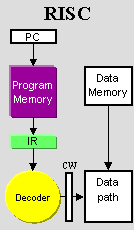 RISC
PC
Program
Memory
Data
Memory
IR
CW
Decoder
Data
path